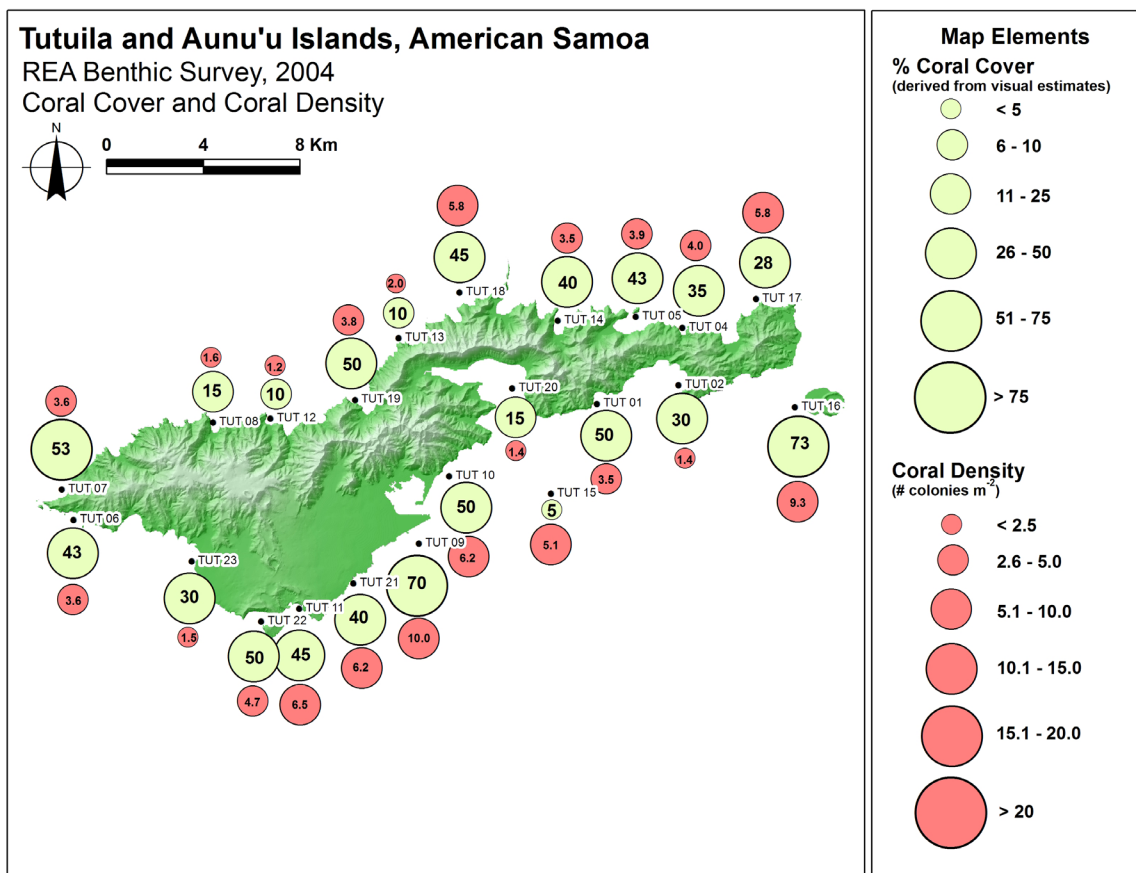 Tutuila and Aunu'u Islands, American Samoa
REA Benthic Survey, 2004
Coral Cover and Coral Density
N
0 4 8 Km
5.8
45
TUT 18
3.5
40
TUT 14
3.9
43
TUT 05
4.0
35
TUT 04
5.8
28
TUT 17
2.0
10
TUT 13
3.8
50
TUT 19
1.6
15
TUT 08
1.2
10
TUT 12
3.6
53
TUT 07
TUT 20
15
1.4
TUT 01
50
3.5
TUT 02
30
1.4
TUT 16
73
9.3
TUT 10
50
6.2
TUT 15
5
5.1
TUT 06
43
3.6
TUT 23
30
1.5
TUT 09
70
10.0
TUT 21
40
6.2
TUT 11
45
6.5
TUT 22
50
4.7
Map Elements
% Coral Cover
(derived from visual estimates)
< 5
6 - 10
11 - 25
26 - 50
51 - 75
> 75
Coral Density
(# colonies m-2)
< 2.5
2.6 - 5.0
5.1 - 10.0
10.1 - 15.0
15.1 - 20.0
> 20